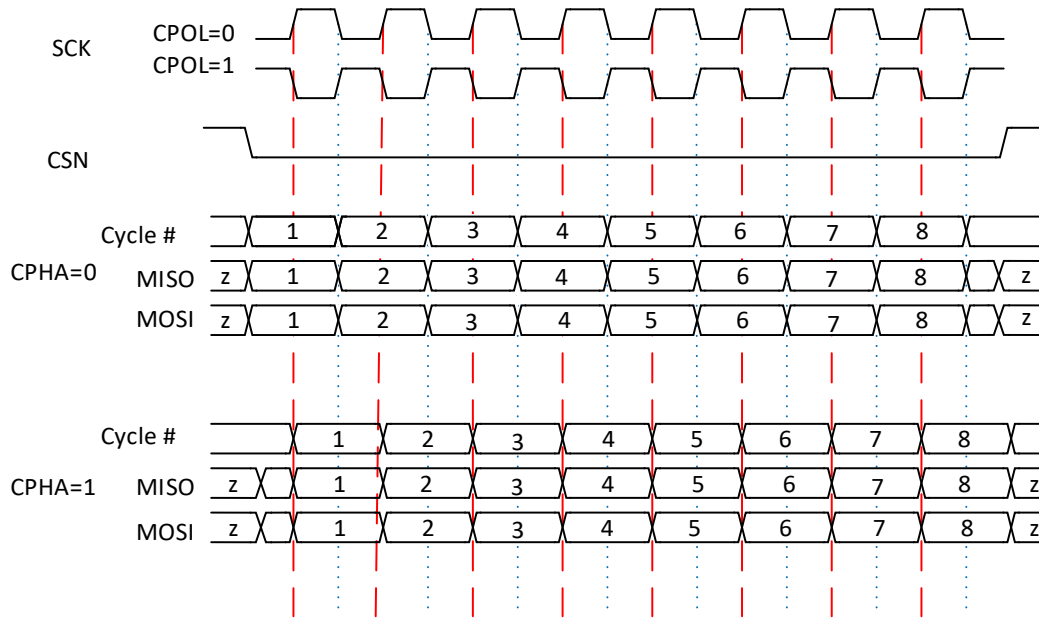 SCK CPOL=0
CPOL=1
CSN
Cycle # 1 2 3 4 5 6 7 8
CPHA=0 MISO z 1 2 3 4 5 6 7 8 z
MOSI z 1 2 3 4 5 6 7 8 z
Cycle # 1 2 3 4 5 6 7 8
CPHA=1 MISO z 1 2 3 4 5 6 7 8 z
MOSI z 1 2 3 4 5 6 7 8 z